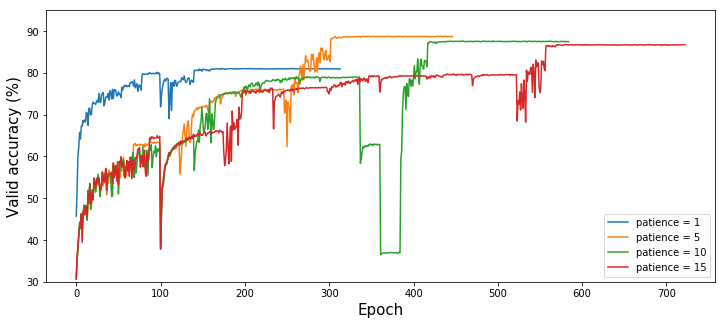 Valid accuracy (%)
90
80
70
60
50
40
30
0
100
200
300
400
500
600
700
Epoch
patience = 1
patience = 5
patience = 10
patience = 15